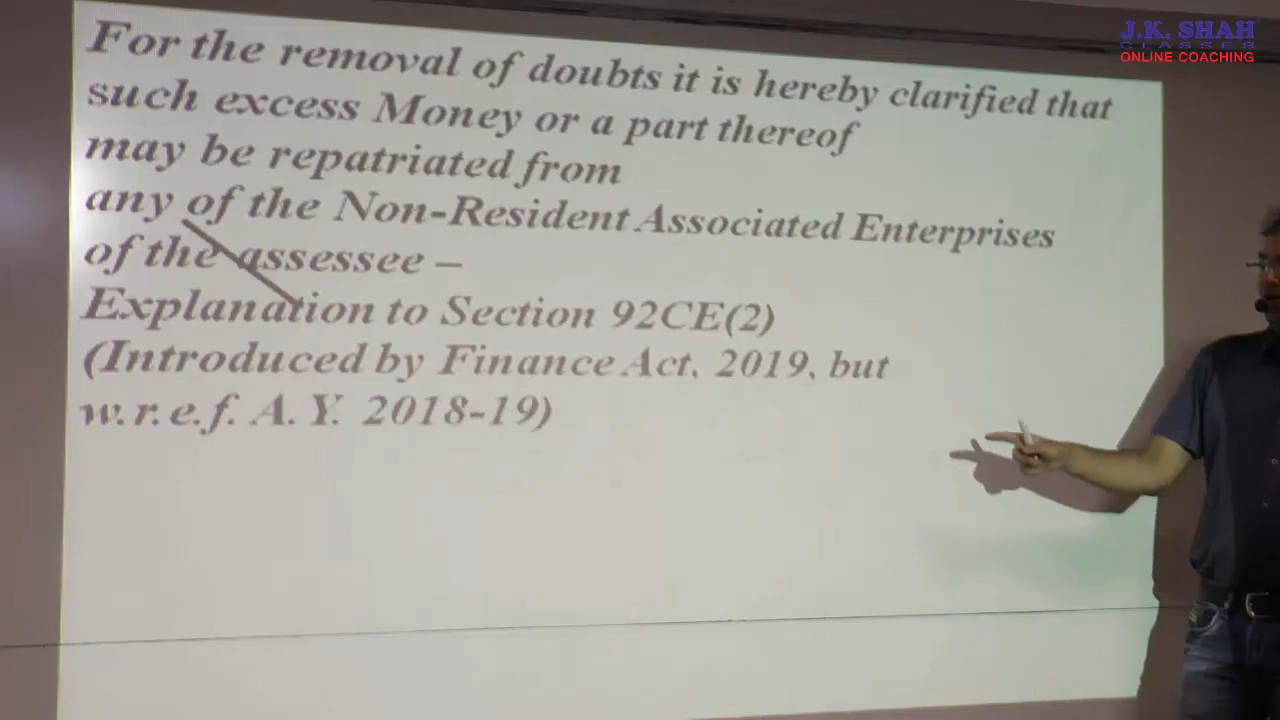 J.K. SHAH
CLASSES
ONLINE COACHING
For the removal of doubts it is hereby clarified that
such excess Money or a part thereof
may be repatriated from
any of the Non-Resident Associated Enterprises
of the assessee –
Explanation to Section 92CE(2)
(Introduced by Finance Act, 2019, but
w.r.e.f. A.Y. 2018-19)